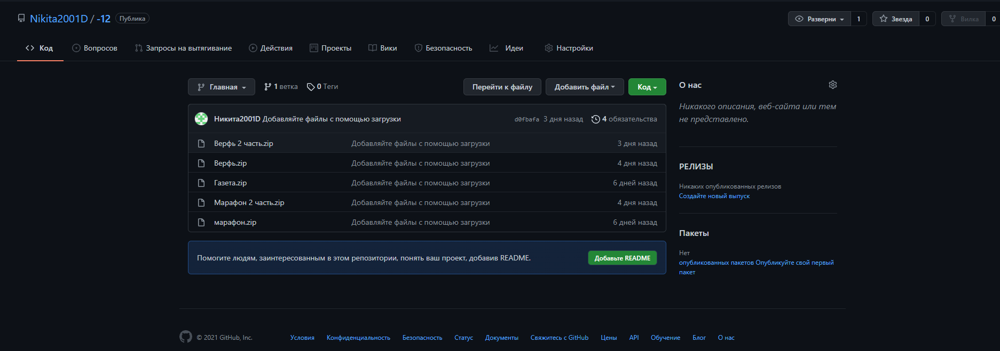 Nikita2001D / -12 Публика
Разверни 1 Звезда 0 Вилка 0
Код Вопросов Запросы на вытягивание Действия Проекты Вики Безопасность Идеи Настройки
Главная 1 ветка 0 Теги Перейти к файлу Добавить файл Код
Никита2001D Добавляйте файлы с помощью загрузки d0fbafa 3 дня назад 4 обязательства
Верфь 2 часть.zip Добавляйте файлы с помощью загрузки 3 дня назад
Верфь.zip Добавляйте файлы с помощью загрузки 4 дня назад
Газета.zip Добавляйте файлы с помощью загрузки 6 дней назад
Марафон 2 часть.zip Добавляйте файлы с помощью загрузки 4 дня назад
марафон.zip Добавляйте файлы с помощью загрузки 6 дней назад
Помогите людям, заинтересованным в этом репозитории, понять ваш проект, добавив README. Добавьте README
О нас
Никакого описания, веб-сайта или тем
не представлено.
РЕЛИЗЫ
Никаких опубликованных релизов
Создайте новый выпуск
Пакеты
Нет
опубликованных пакетов Опубликуйте свой первый
пакет
© 2021 GitHub, Inc. Условия Конфиденциальность Безопасность Статус Документы Свяжитесь с GitHub Цены API Обучение Блог О нас